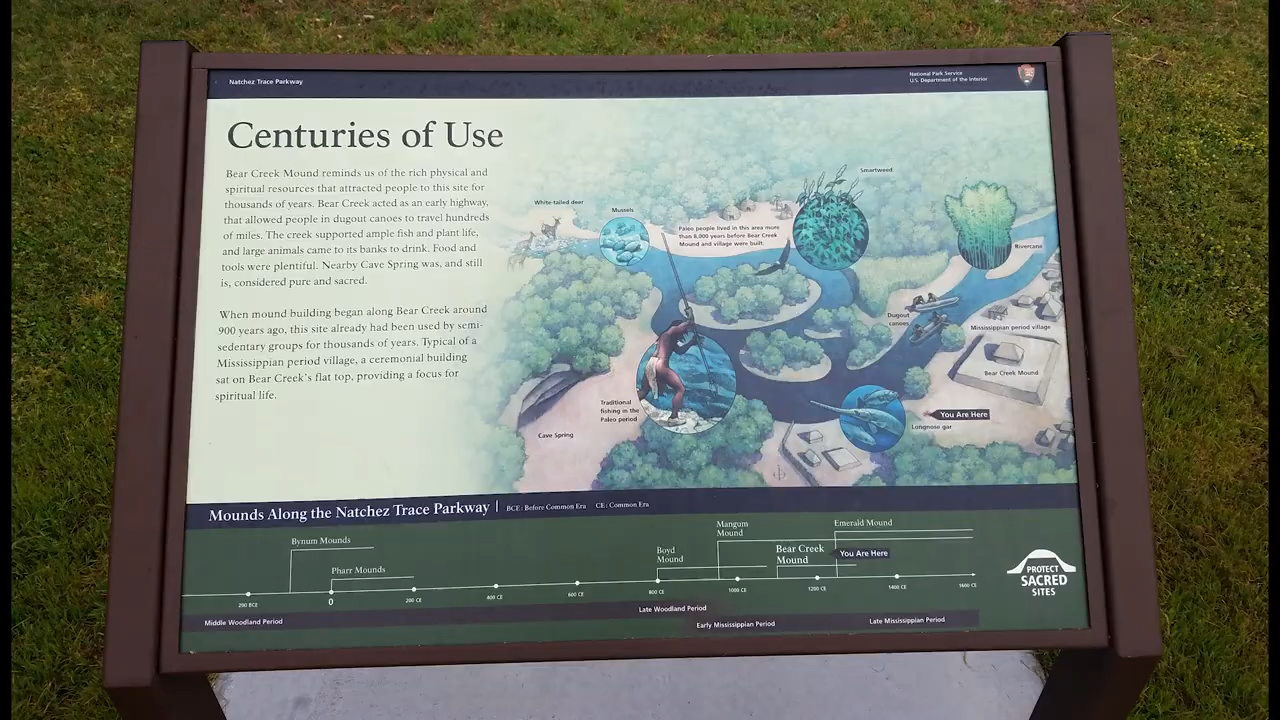 Natchez Trace Parkway
National Park Service
U.S. Department of the Interior
Centuries of Use
Bear Creek Mound reminds us of the rich physical and
spiritual resources that attracted people to this site for
thousands of years. Bear Creek acted as an early highway,
that allowed people in dugout canoes to travel hundreds
of miles. The creek supported ample fish and plant life,
and large animals came to its banks to drink. Food and
tools were plentiful. Nearby Cave Spring was, and still
is, considered pure and sacred.
When mound building began along Bear Creek around
900 years ago, this site already had been used by semi-
sedentary groups for thousands of years. Typical of a
Mississippian period village, a ceremonial building
sat on Bear Creek's flat top, providing a focus for
spiritual life.
White-tailed deer
Mussels
Paleo people lived in this area more
than 8,000 years before Bear Creek
Mound and village were built.
Smartweed
Rivercane
Dugout
canoes
Mississippian period village
Bear Creek Mound
You Are Here
Longnose gar
Traditional
fishing in the
Paleo period
Cave Spring
Mounds Along the Natchez Trace Parkway | BCE: Before Common Era CE: Common Era
Bynum Mounds
Pharr Mounds
Boyd
Mound
Mangum
Mound
Bear Creek
Mound
You Are Here
Emerald Mound
200 BCE
0
200 CE
400 CE
600 CE
800 CE
1000 CE
1200 CE
1400 CE
1600 CE
Middle Woodland Period
Late Woodland Period
Early Mississippian Period
Late Mississippian Period
PROTECT
SACRED
SITES